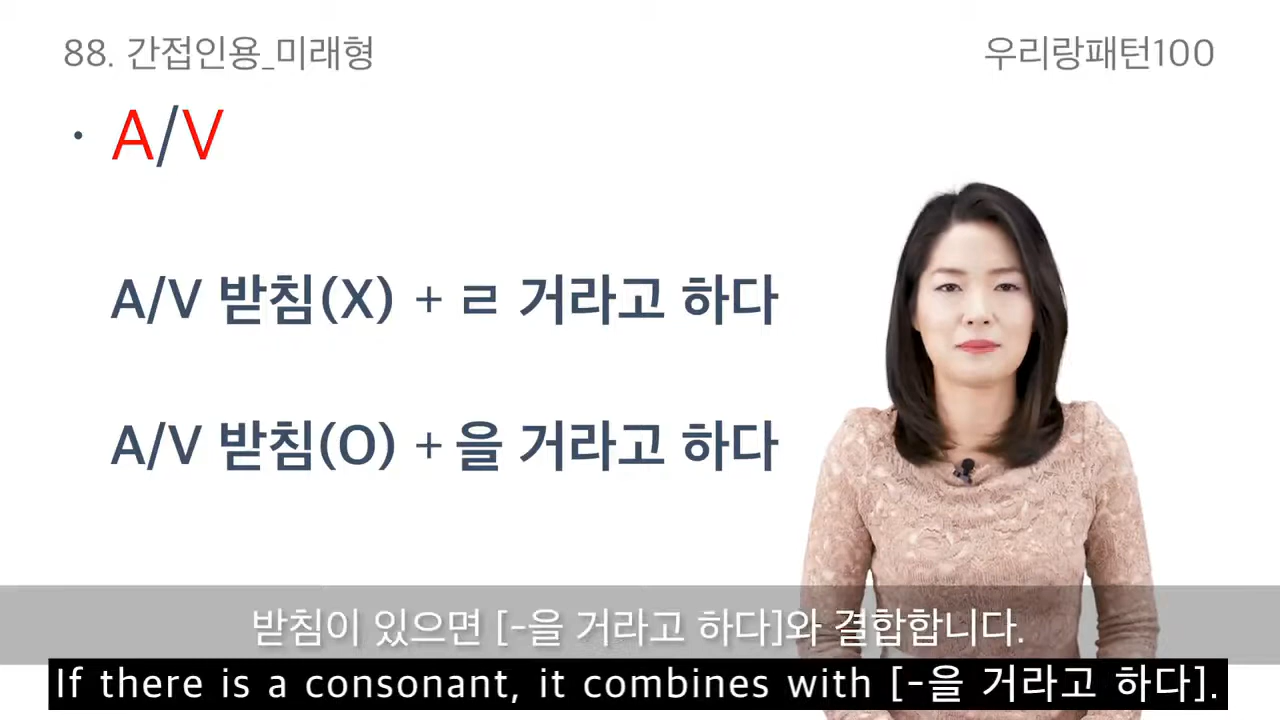 88. 간접인용_미래형
우리랑패턴100
• A/V
A/V 받침(X) + ㄹ 거라고 하다
A/V 받침(O) + 을 거라고 하다
받침이 있으면 [-을 거라고 하다]와 결합합니다.
If there is a consonant, it combines with [-을 거라고 하다].